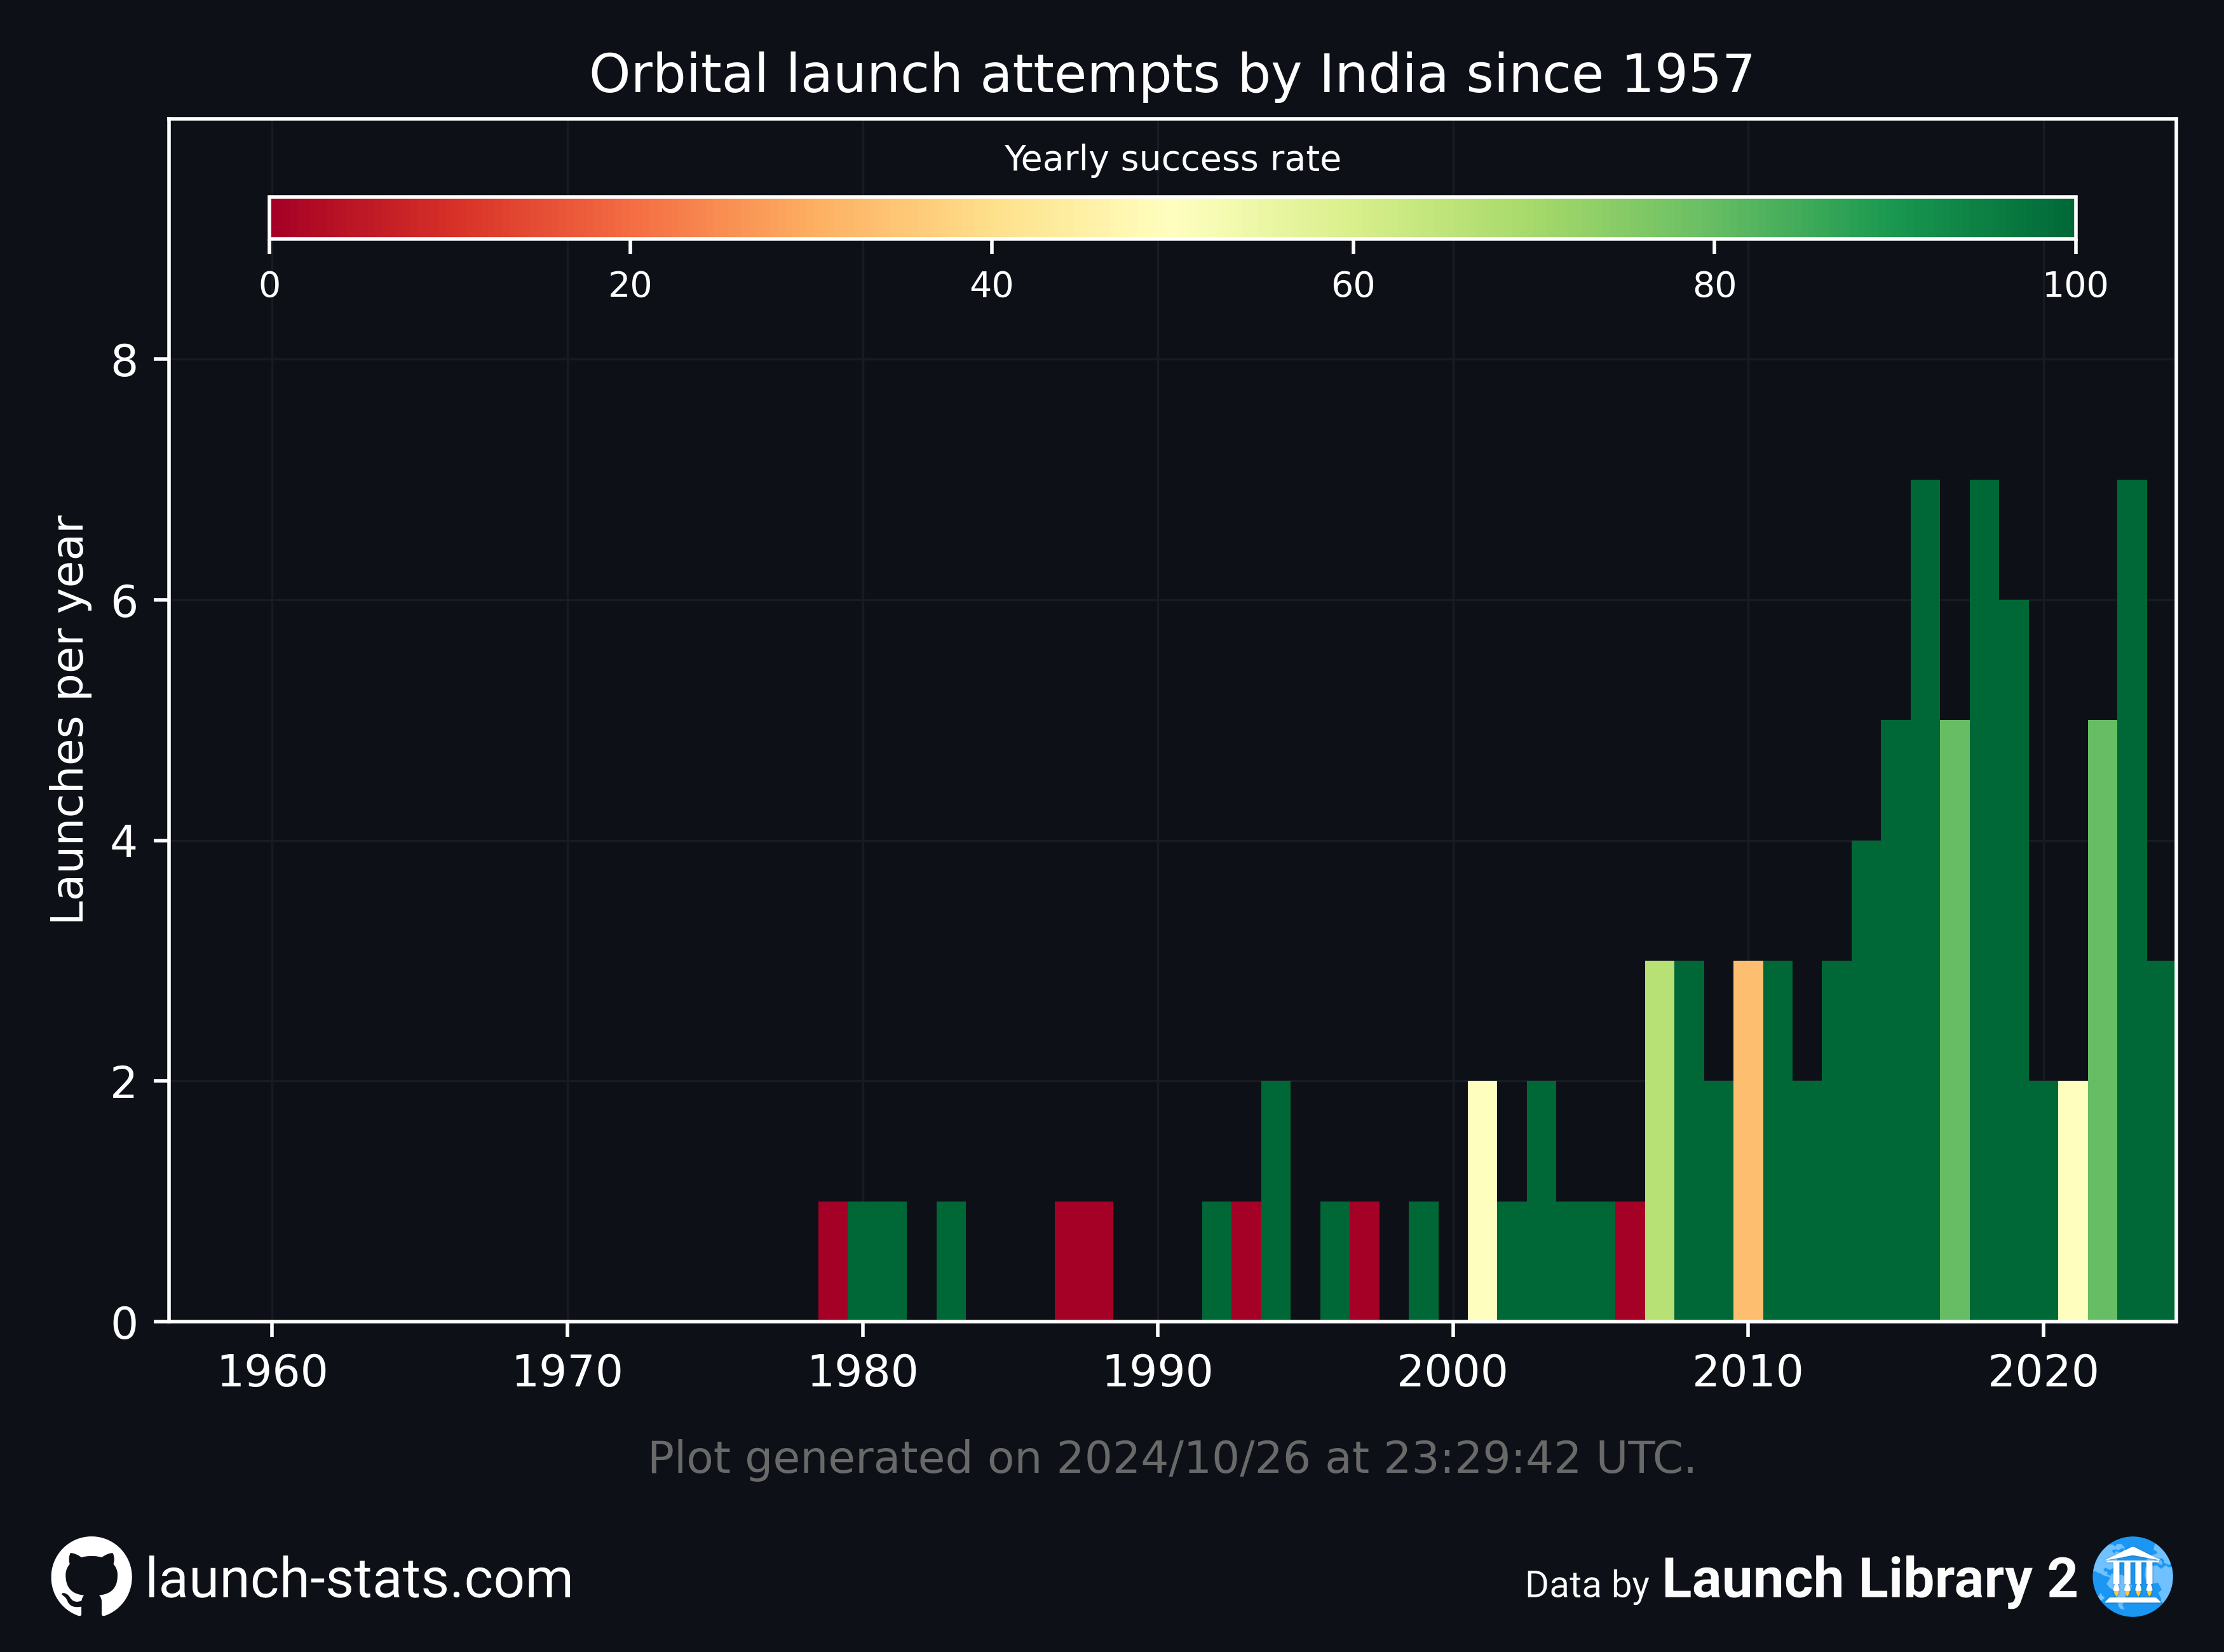 Orbital launch attempts by India since 1957
Yearly success rate
0 20 40 60 80 100
Launches per year
8
6
4
2
0
1960 1970 1980 1990 2000 2010 2020
Plot generated on 2024/10/26 at 23:29:42 UTC.
launch-stats.com
Data by Launch Library 2